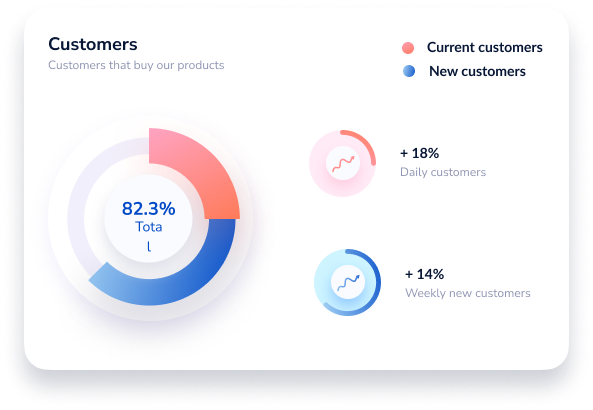 Customers
Customers that buy our products
Current customers
New customers
82.3%
Tota
l
+ 18%
Daily customers
+ 14%
Weekly new customers